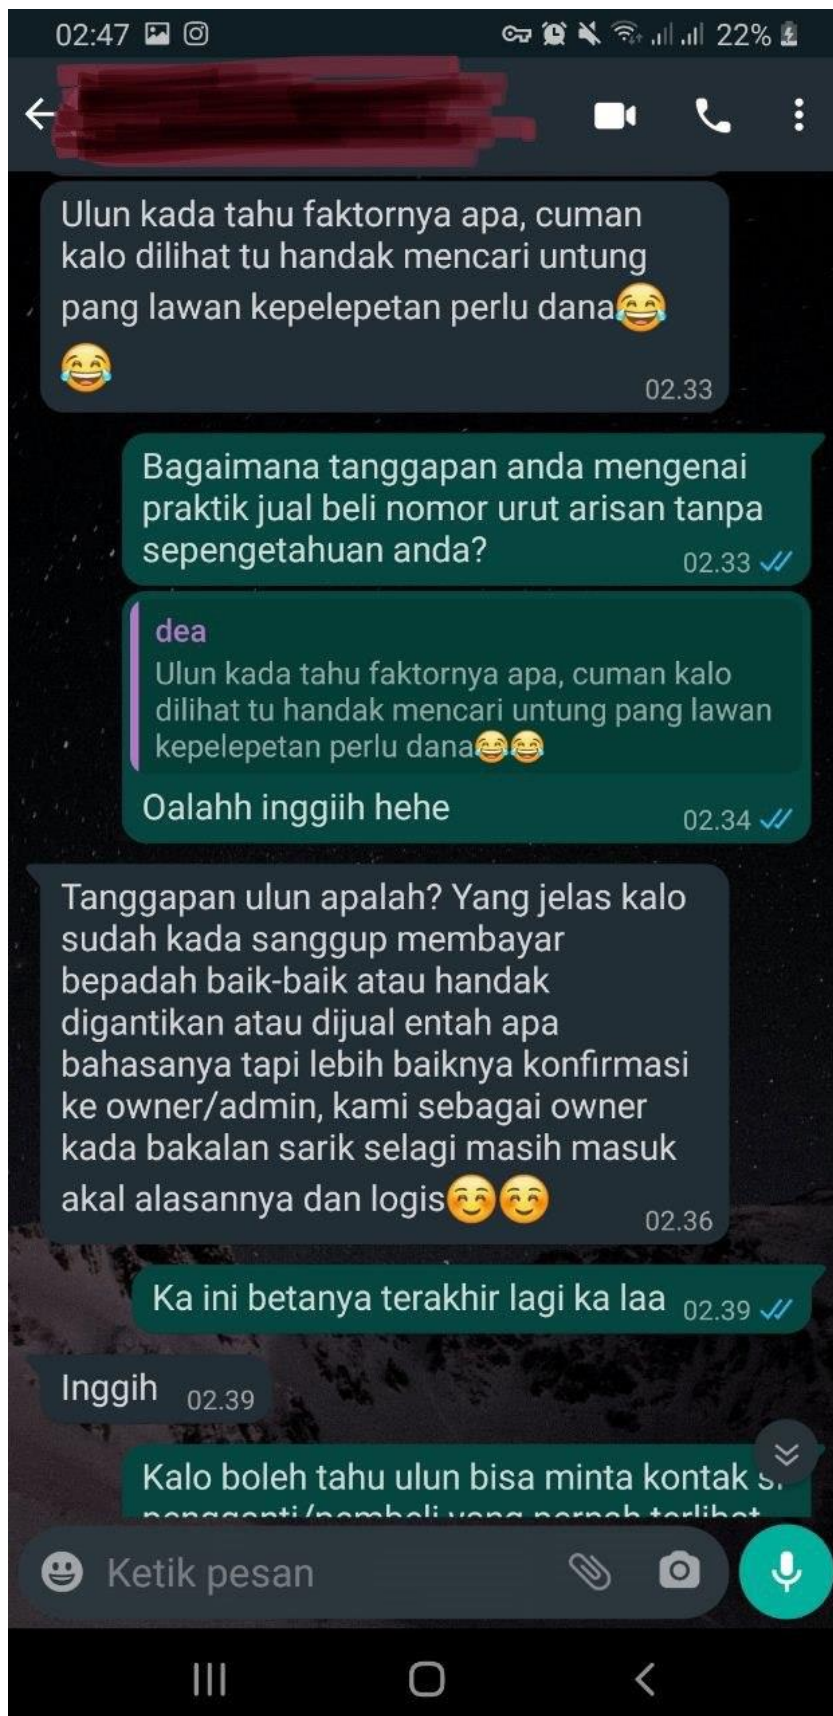 02:47
22%
Ulun kada tahu faktornya apa, cuman
kalo dilihat tu handak mencari untung
pang lawan kepelepetan perlu dana😂
😂
02.33
Bagaimana tanggapan anda mengenai
praktik jual beli nomor urut arisan tanpa
sepengetahuan anda?
02.33
dea
Ulun kada tahu faktornya apa, cuman kalo
dilihat tu handak mencari untung pang lawan
kepelepetan perlu dana😂😂
Oalahh inggiih hehe
02.34
Tanggapan ulun apalah? Yang jelas kalo
sudah kada sanggup membayar
bepadah baik-baik atau handak
digantikan atau dijual entah apa
bahasanya tapi lebih baiknya konfirmasi
ke owner/admin, kami sebagai owner
kada bakalan sarik selagi masih masuk
akal alasannya dan logis☺️☺️
02.36
Ka ini betanya terakhir lagi ka laa
02.39
Inggih
02.39
Kalo boleh tahu ulun bisa minta kontak
pengganti/pembeli yang pernah terlibat
Ketik pesan